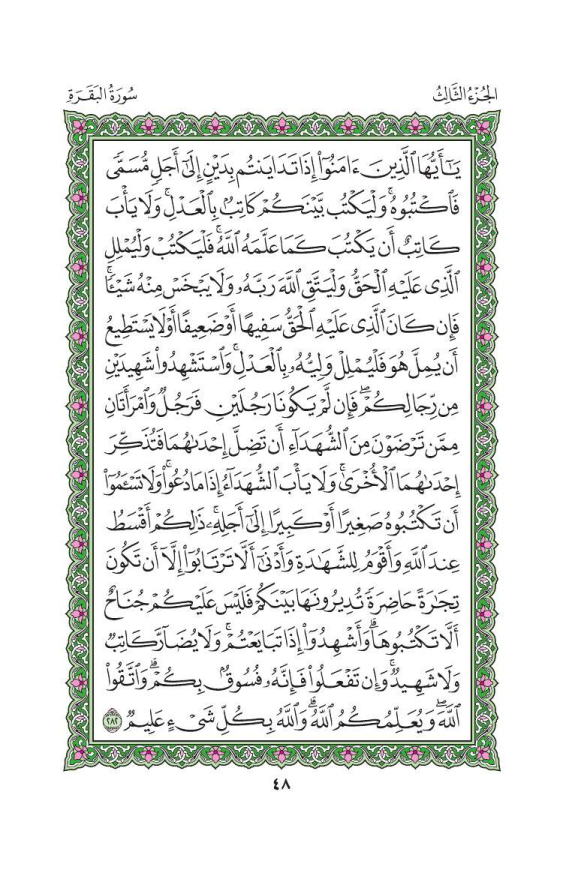 الجُزْءُ الثَّالِثُ سُورَةُ البَقَرَةِ
يَـٰٓأَيُّهَا ٱلَّذِينَ ءَامَنُوٓا۟ إِذَا تَدَايَنتُم بِدَيْنٍ إِلَىٰٓ أَجَلٍ مُّسَمًّى
فَٱكْتُبُوهُ ۚ وَلْيَكْتُب بَّيْنَكُمْ كَاتِبٌۢ بِٱلْعَدْلِ ۚ وَلَا يَأْبَ
كَاتِبٌ أَن يَكْتُبَ كَمَا عَلَّمَهُ ٱللَّهُ ۚ فَلْيَكْتُبْ وَلْيُمْلِلِ
ٱلَّذِى عَلَيْهِ ٱلْحَقُّ وَلْيَتَّقِ ٱللَّهَ رَبَّهُۥ وَلَا يَبْخَسْ مِنْهُ شَيْـًٔا ۚ
فَإِن كَانَ ٱلَّذِى عَلَيْهِ ٱلْحَقُّ سَفِيهًا أَوْ ضَعِيفًا أَوْ لَا يَسْتَطِيعُ
أَن يُمِلَّ هُوَ فَلْيُمْلِلْ وَلِيُّهُۥ بِٱلْعَدْلِ ۚ وَٱسْتَشْهِدُوا۟ شَهِيدَيْنِ
مِن رِّجَالِكُمْ ۖ فَإِن لَّمْ يَكُونَا رَجُلَيْنِ فَرَجُلٌ وَٱمْرَأَتَانِ
مِمَّن تَرْضَوْنَ مِنَ ٱلشُّهَدَآءِ أَن تَضِلَّ إِحْدَىٰهُمَا فَتُذَكِّرَ
إِحْدَىٰهُمَا ٱلْأُخْرَىٰ ۚ وَلَا يَأْبَ ٱلشُّهَدَآءُ إِذَا مَا دُعُوا۟ ۚ وَلَا تَسْـَٔمُوٓا۟
أَن تَكْتُبُوهُ صَغِيرًا أَوْ كَبِيرًا إِلَىٰٓ أَجَلِهِۦ ۚ ذَٰلِكُمْ أَقْسَطُ
عِندَ ٱللَّهِ وَأَقْوَمُ لِلشَّهَـٰدَةِ وَأَدْنَىٰٓ أَلَّا تَرْتَابُوٓا۟ ۖ إِلَّآ أَن تَكُونَ
تِجَـٰرَةً حَاضِرَةً تُدِيرُونَهَا بَيْنَكُمْ فَلَيْسَ عَلَيْكُمْ جُنَاحٌ
أَلَّا تَكْتُبُوهَا ۗ وَأَشْهِدُوٓا۟ إِذَا تَبَايَعْتُمْ ۚ وَلَا يُضَآرَّ كَاتِبٌ
وَلَا شَهِيدٌ ۚ وَإِن تَفْعَلُوا۟ فَإِنَّهُۥ فُسُوقٌۢ بِكُمْ ۗ وَٱتَّقُوا۟
ٱللَّهَ ۖ وَيُعَلِّمُكُمُ ٱللَّهُ ۗ وَٱللَّهُ بِكُلِّ شَىْءٍ عَلِيمٌ ٢٨٢
٤٨